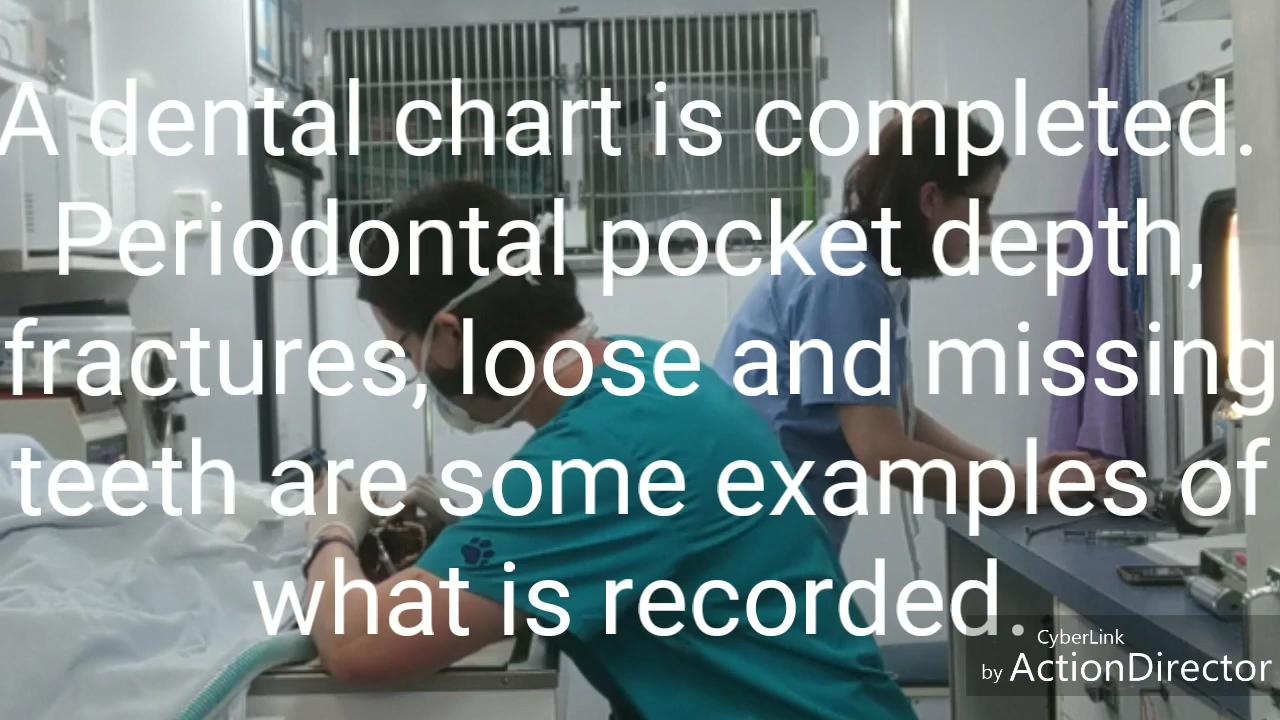 A dental chart is completed.
Periodontal pocket depth,
fractures, loose and missing
teeth are some examples of
what is recorded.
CyberLink
by ActionDirector